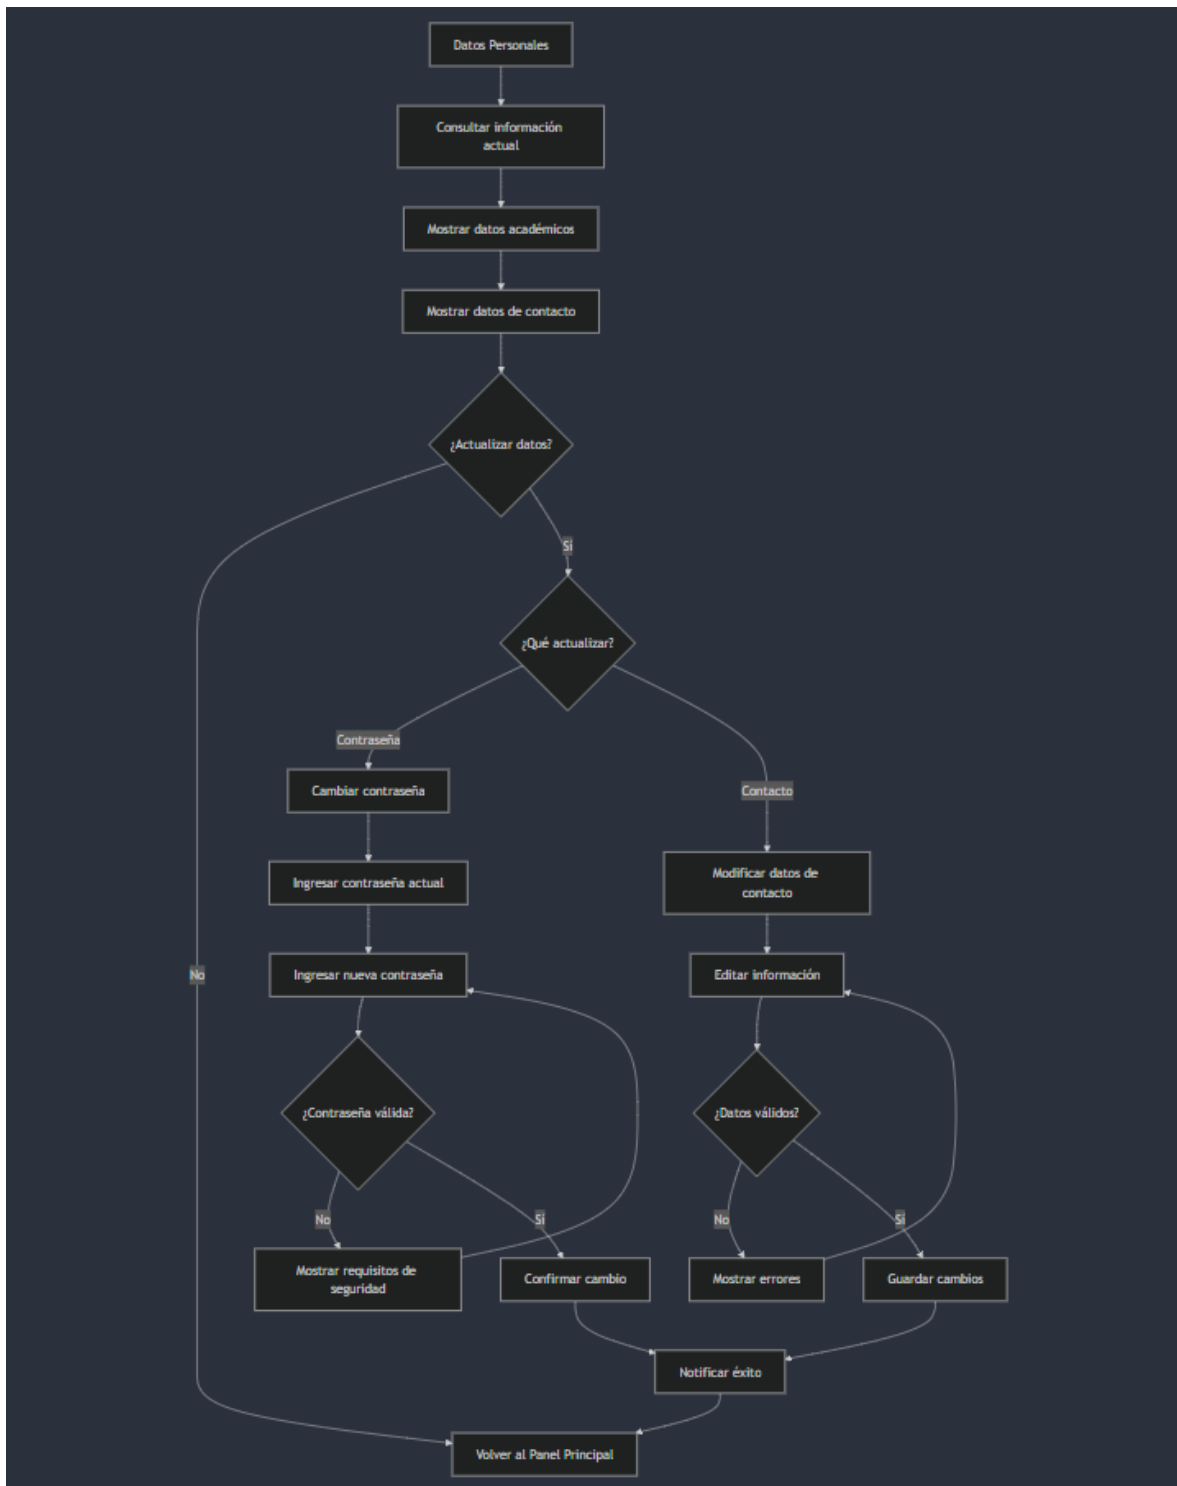 Datos Personales
Consultar información
actual
Mostrar datos académicos
Mostrar datos de contacto
¿Actualizar datos?
Sí
¿Qué actualizar?
Contraseña
Cambiar contraseña
Contacto
Ingresar contraseña actual
Modificar datos de
contacto
No
Ingresar nueva contraseña
Editar información
¿Contraseña válida?
¿Datos válidos?
No
Sí
No
Sí
Mostrar requisitos de
seguridad
Confirmar cambio
Mostrar errores
Guardar cambios
Notificar éxito
Volver al Panel Principal